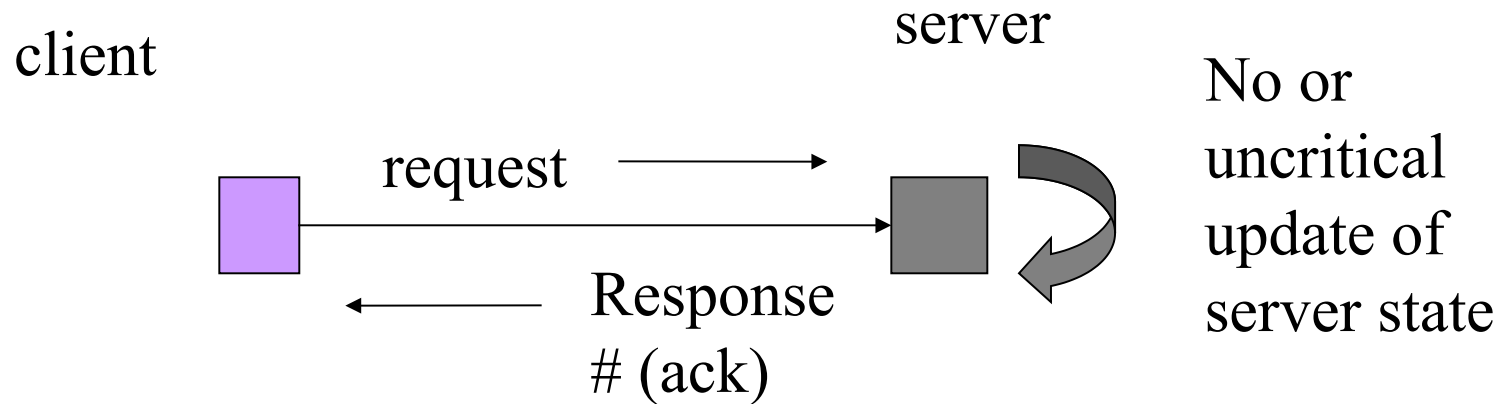 client
server
request
Response
# (ack)
No or
uncritical
update of
server state